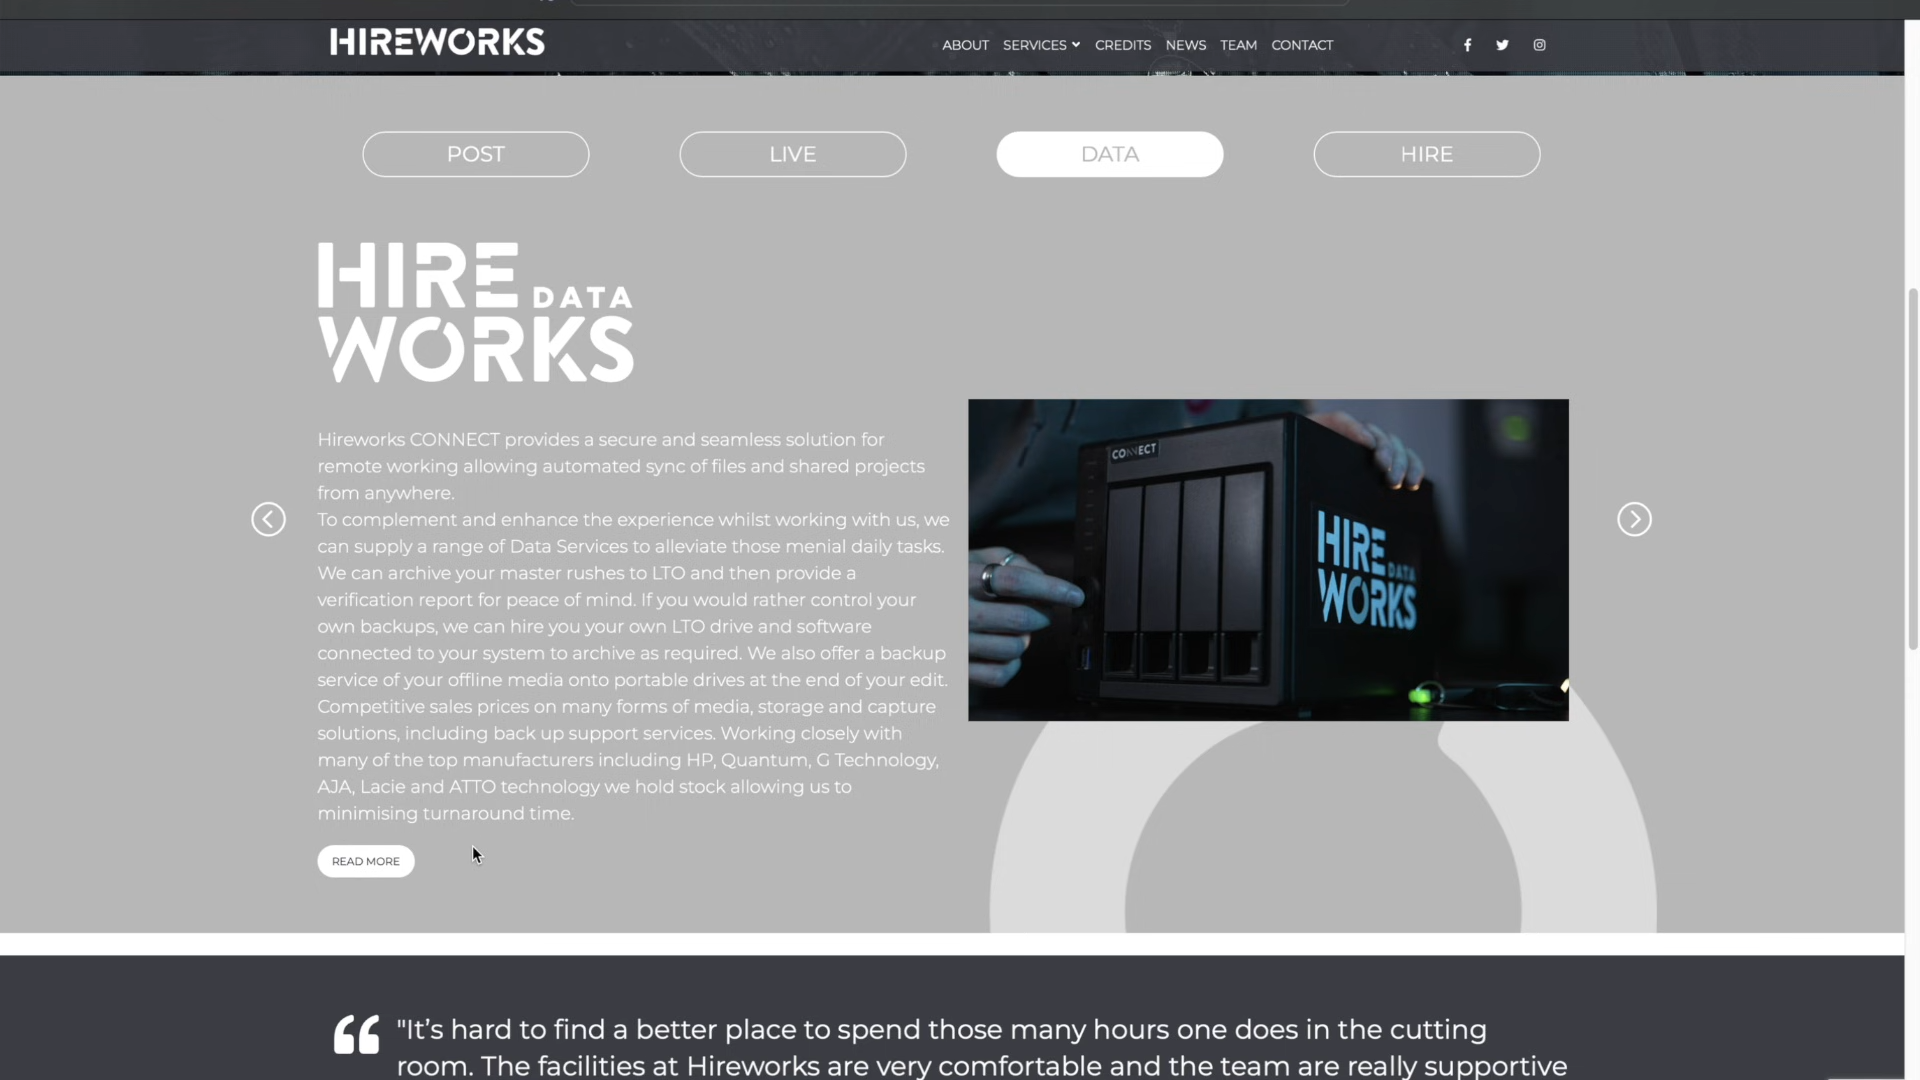 HIREWORKS
ABOUT SERVICES CREDITS NEWS TEAM CONTACT
POST LIVE DATA HIRE
HIRE DATA
WORKS
Hireworks CONNECT provides a secure and seamless solution for
remote working allowing automated sync of files and shared projects
from anywhere.
To complement and enhance the experience whilst working with us, we
can supply a range of Data Services to alleviate those menial daily tasks.
We can archive your master rushes to LTO and then provide a
verification report for peace of mind. If you would rather control your
own backups, we can hire you your own LTO drive and software
connected to your system to archive as required. We also offer a backup
service of your offline media onto portable drives at the end of your edit.
Competitive sales prices on many forms of media, storage and capture
solutions, including back up support services. Working closely with
many of the top manufacturers including HP, Quantum, G Technology,
AJA, Lacie and ATTO technology we hold stock allowing us to
minimising turnaround time.
READ MORE
CONNECT
HIRE
DATA
WORKS
"It's hard to find a better place to spend those many hours one does in the cutting
room. The facilities at Hireworks are very comfortable and the team are really supportive